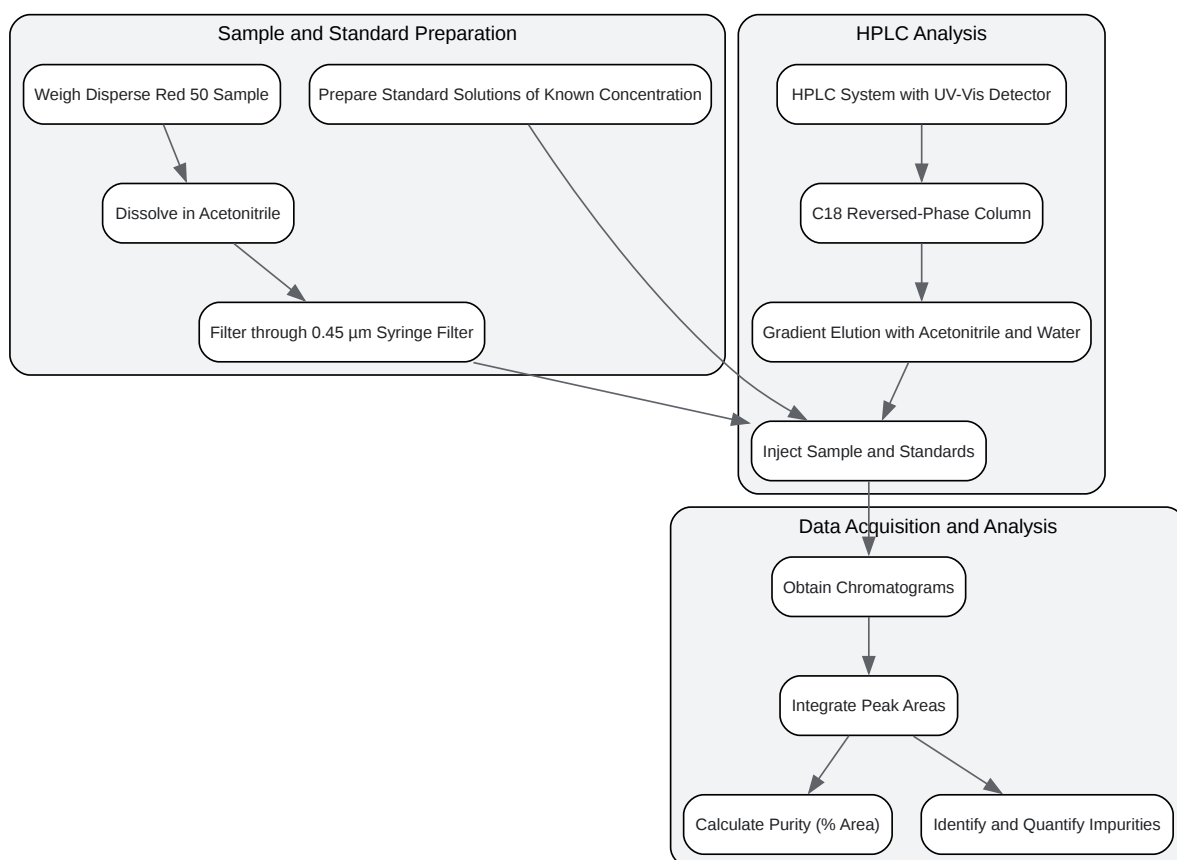 Sample and Standard Preparation
Weigh Disperse Red 50 Sample
Prepare Standard Solutions of Known Concentration
Dissolve in Acetonitrile
Filter through 0.45 µm Syringe Filter
HPLC Analysis
HPLC System with UV-Vis Detector
C18 Reversed-Phase Column
Gradient Elution with Acetonitrile and Water
Inject Sample and Standards
Data Acquisition and Analysis
Obtain Chromatograms
Integrate Peak Areas
Calculate Purity (% Area)
Identify and Quantify Impurities